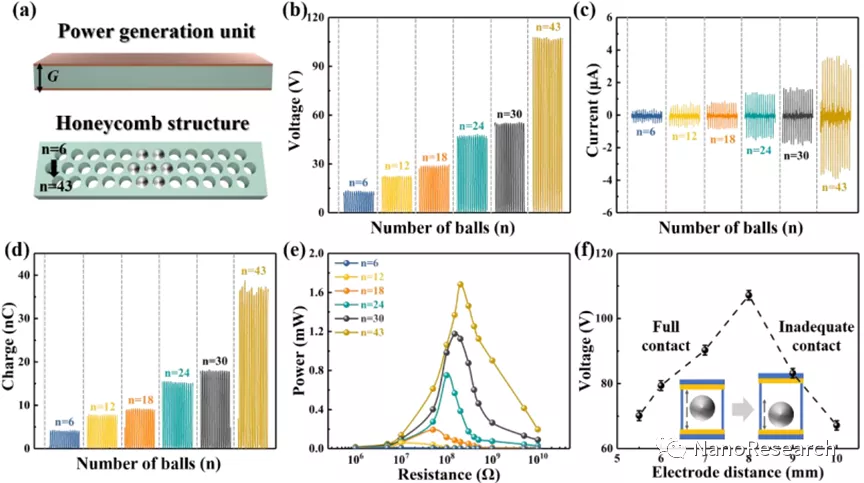 (a)
Power generation unit
G
Honeycomb structure
n=6
n=43
(b)
Voltage (V)
120
90
60
30
0
n=6
n=12
n=18
n=24
n=30
n=43
Number of balls (n)
(c)
Current (μA)
6
4
2
0
-2
-4
-6
n=6
n=12
n=18
n=24
n=30
n=43
Number of balls (n)
(d)
Charge (nC)
40
30
20
10
0
n=6
n=12
n=18
n=24
n=30
n=43
Number of balls (n)
(e)
Power (mW)
2.0
1.6
1.2
0.8
0.4
0.0
n=6
n=12
n=18
n=24
n=30
n=43
10⁶ 10⁷ 10⁸ 10⁹ 10¹⁰
Resistance (Ω)
(f)
Voltage (V)
120
100
80
60
Full
contact
Inadequate
contact
5 6 7 8 9 10
Electrode distance (mm)
NanoResearch